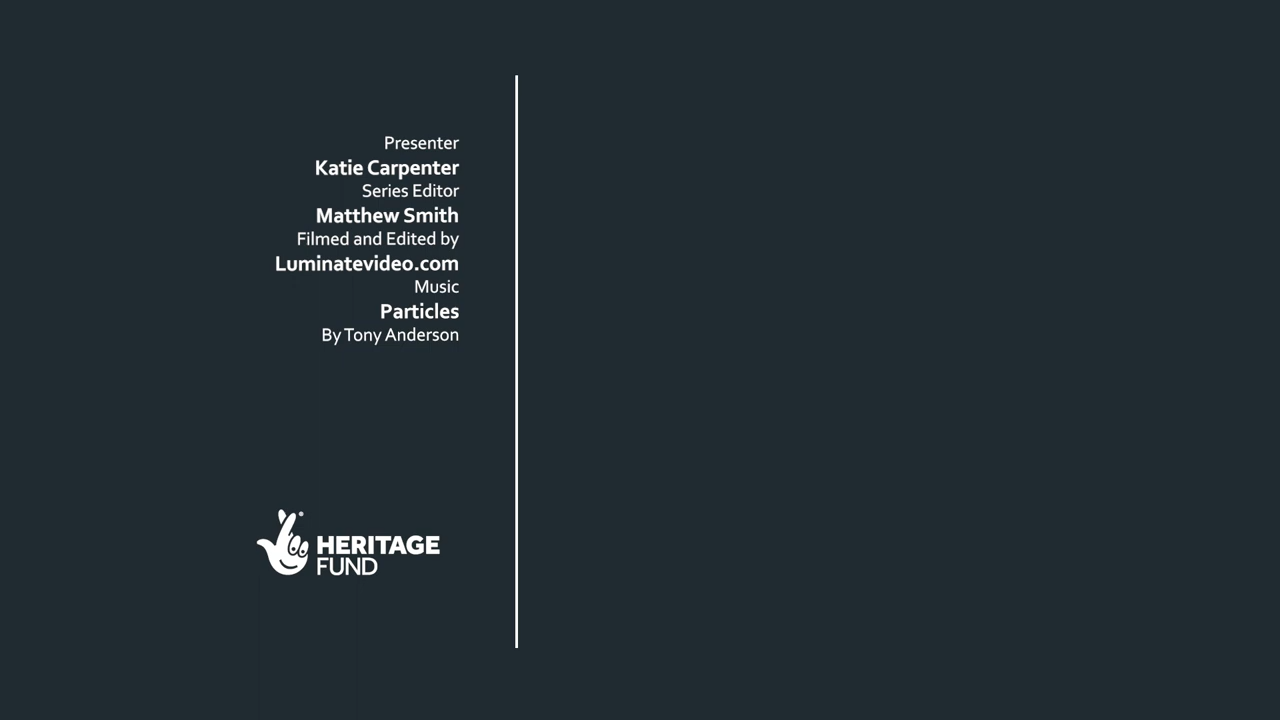 Presenter
Katie Carpenter
Series Editor
Matthew Smith
Filmed and Edited by
Luminatevideo.com
Music
Particles
By Tony Anderson
HERITAGE
FUND